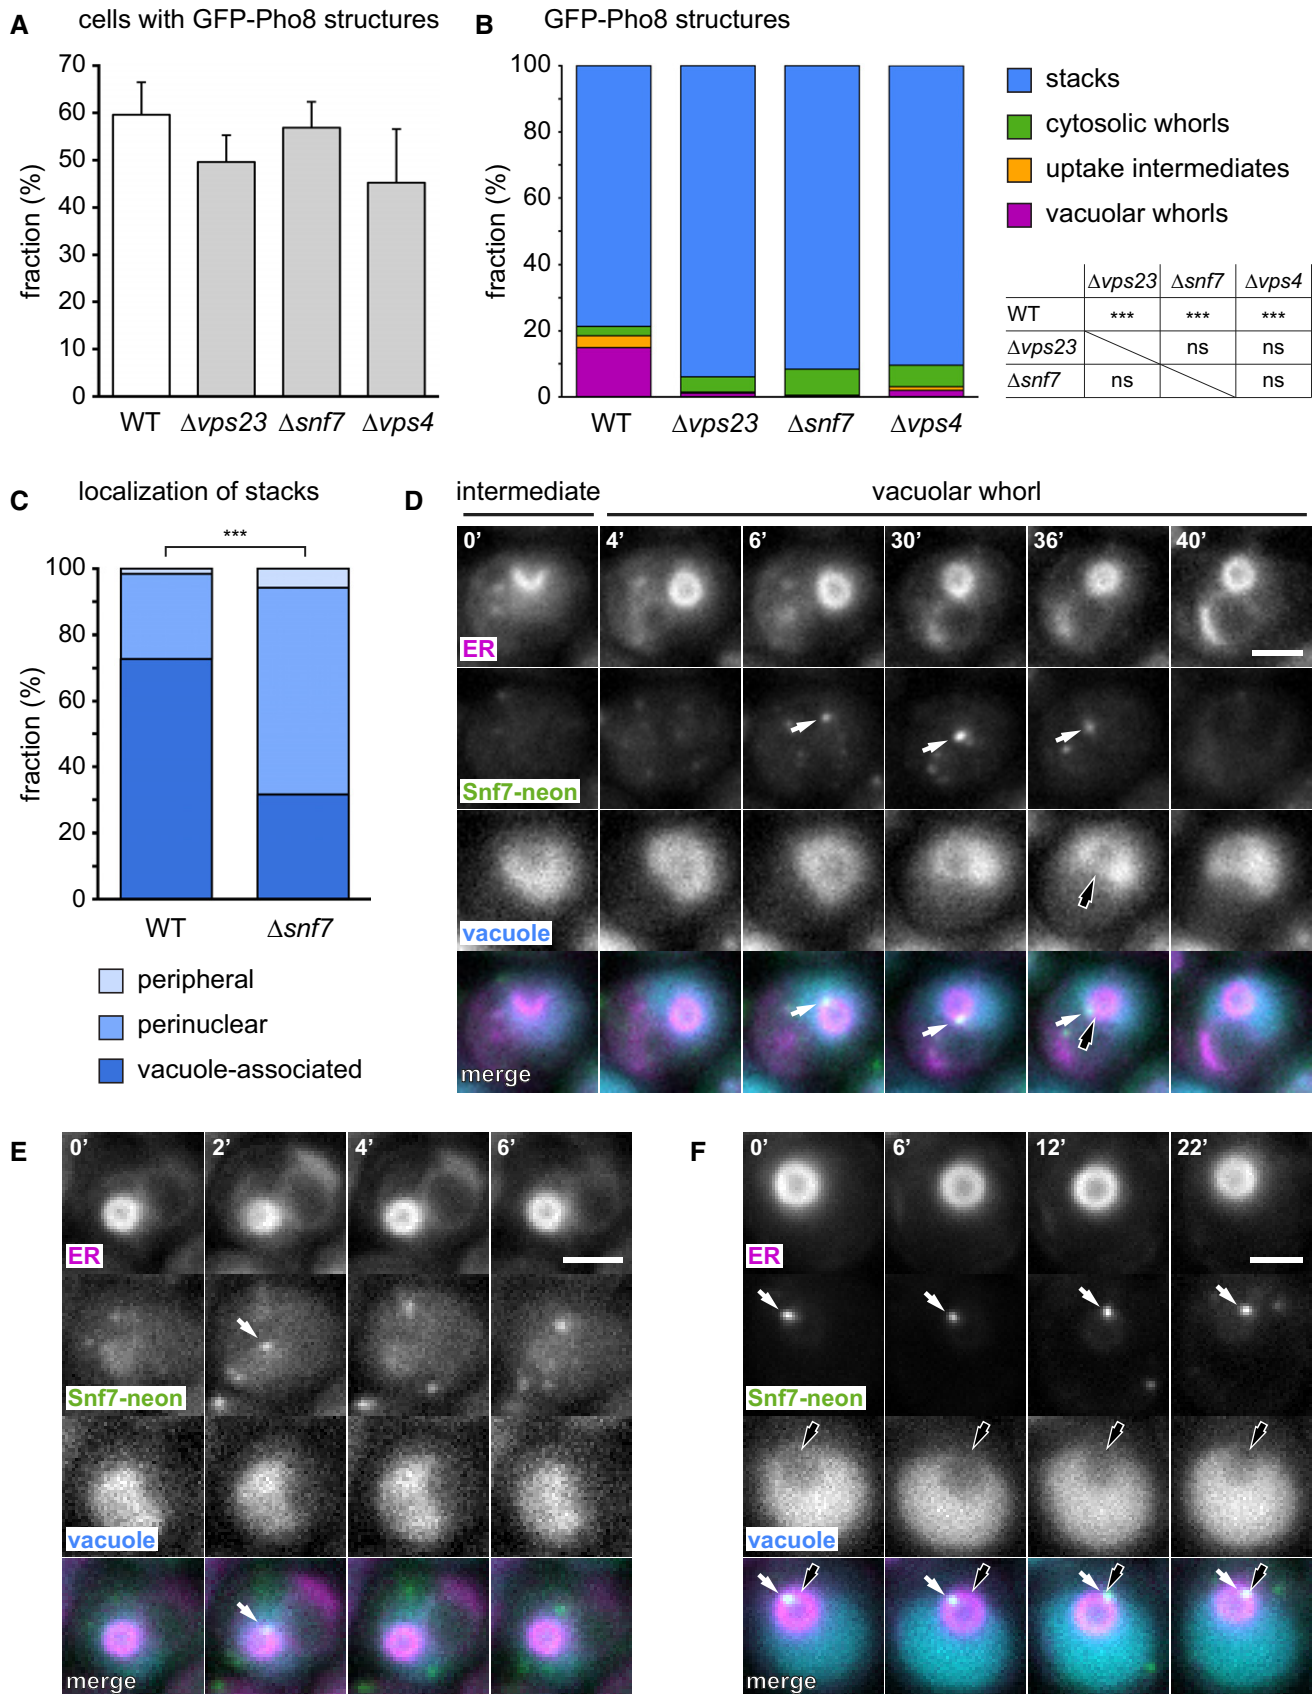 A cells with GFP-Pho8 structures
fraction (%)
70
60
50
40
30
20
10
0
WT Δvps23 Δsnf7 Δvps4
B GFP-Pho8 structures
fraction (%)
100
80
60
40
20
0
WT Δvps23 Δsnf7 Δvps4
stacks
cytosolic whorls
uptake intermediates
vacuolar whorls
Δvps23 Δsnf7 Δvps4
WT *** *** ***
Δvps23 ns ns
Δsnf7 ns ns
C localization of stacks
***
fraction (%)
100
80
60
40
20
0
WT Δsnf7
peripheral
perinuclear
vacuole-associated
D intermediate vacuolar whorl
0’ 4’ 6’ 30’ 36’ 40’
ER
Snf7-neon
vacuole
merge
E
0’ 2’ 4’ 6’
ER
Snf7-neon
vacuole
merge
F
0’ 6’ 12’ 22’
ER
Snf7-neon
vacuole
merge